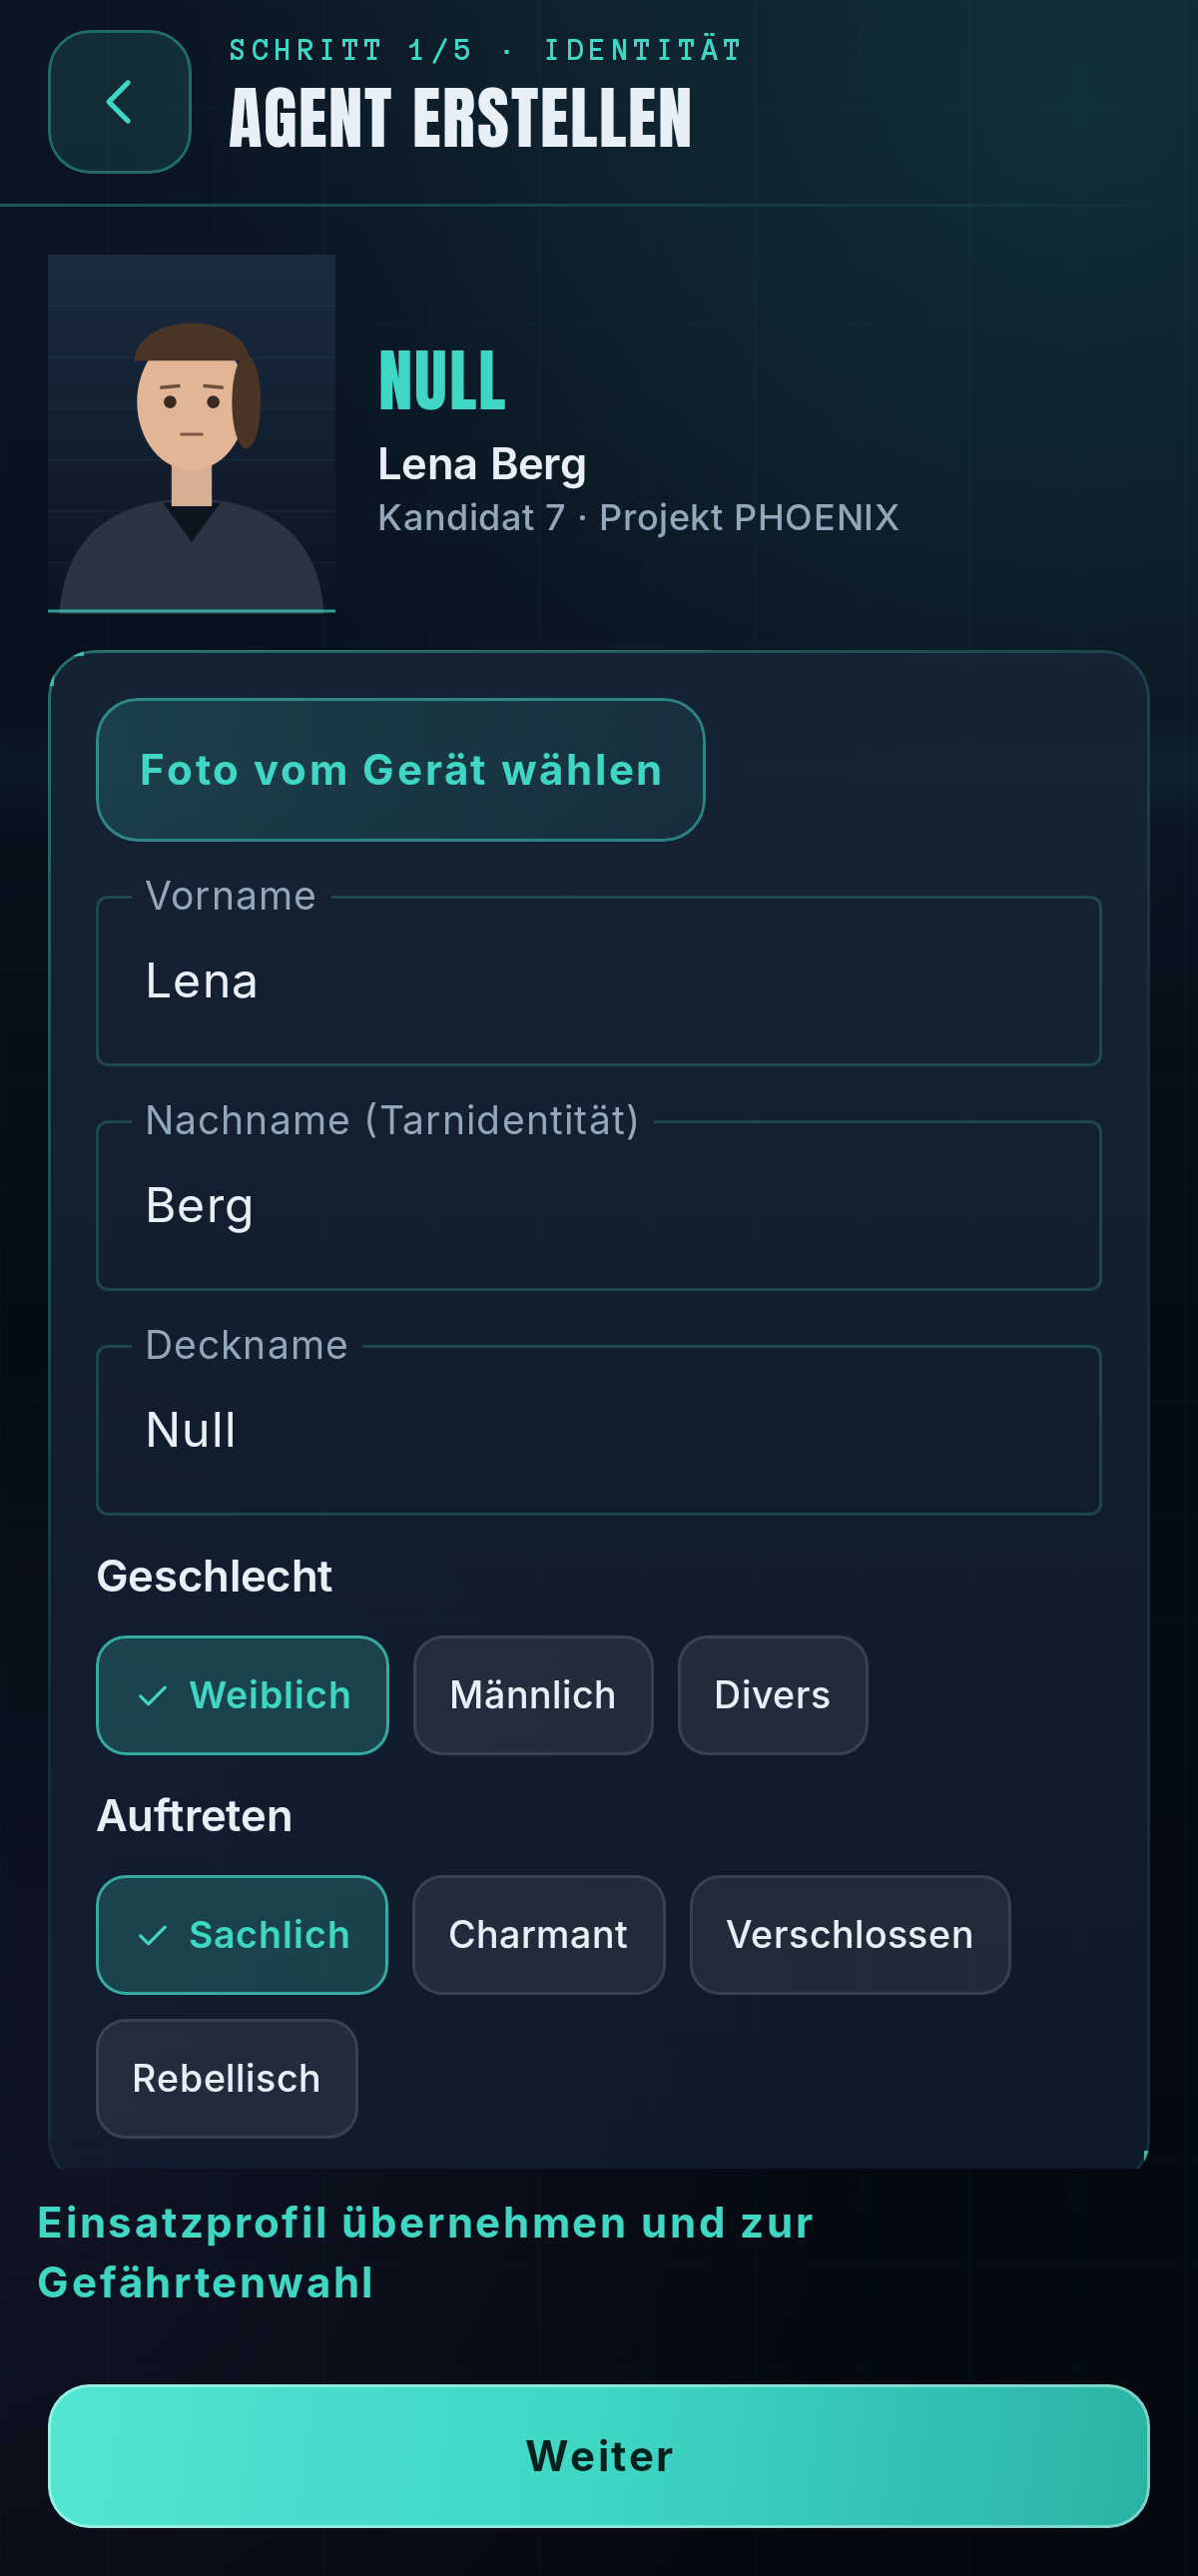 SCHRITT 1/5 · IDENTITÄT
AGENT ERSTELLEN
NULL
Lena Berg
Kandidat 7 · Projekt PHOENIX
Foto vom Gerät wählen
Vorname
Lena
Nachname (Tarnidentität)
Berg
Deckname
Null
Geschlecht
Weiblich
Männlich
Divers
Auftreten
Sachlich
Charmant
Verschlossen
Rebellisch
Einsatzprofil übernehmen und zur
Gefährtenwahl
Weiter